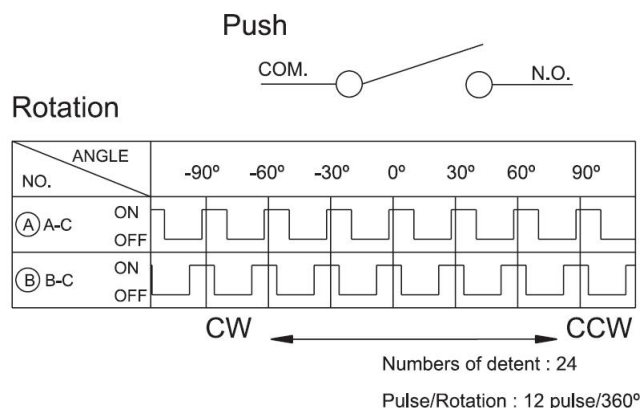 Push
COM. N.O.
Rotation
ANGLE
NO.
-90º -60º -30º 0º 30º 60º 90º
A A-C ON
OFF
B B-C ON
OFF
CW CCW
Numbers of detent : 24
Pulse/Rotation : 12 pulse/360º